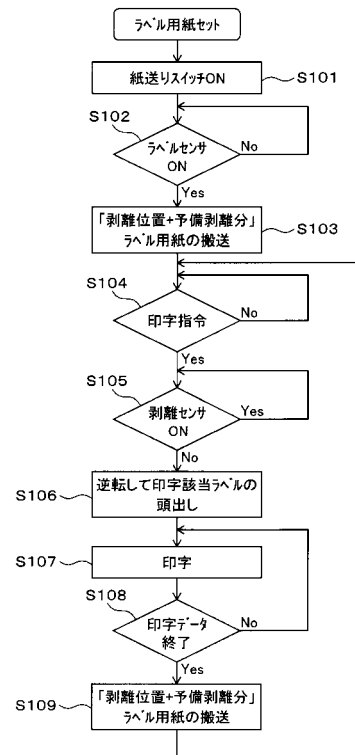 ラベル用紙セット
紙送りスイッチON
S101
S102
ラベルセンサ
ON
No
Yes
「剥離位置+予備剥離分」
ラベル用紙の搬送
S103
S104
印字指令
No
Yes
S105
剥離センサ
ON
Yes
No
S106
逆転して印字該当ラベルの
頭出し
S107
印字
S108
印字データ
終了
No
Yes
S109
「剥離位置+予備剥離分」
ラベル用紙の搬送